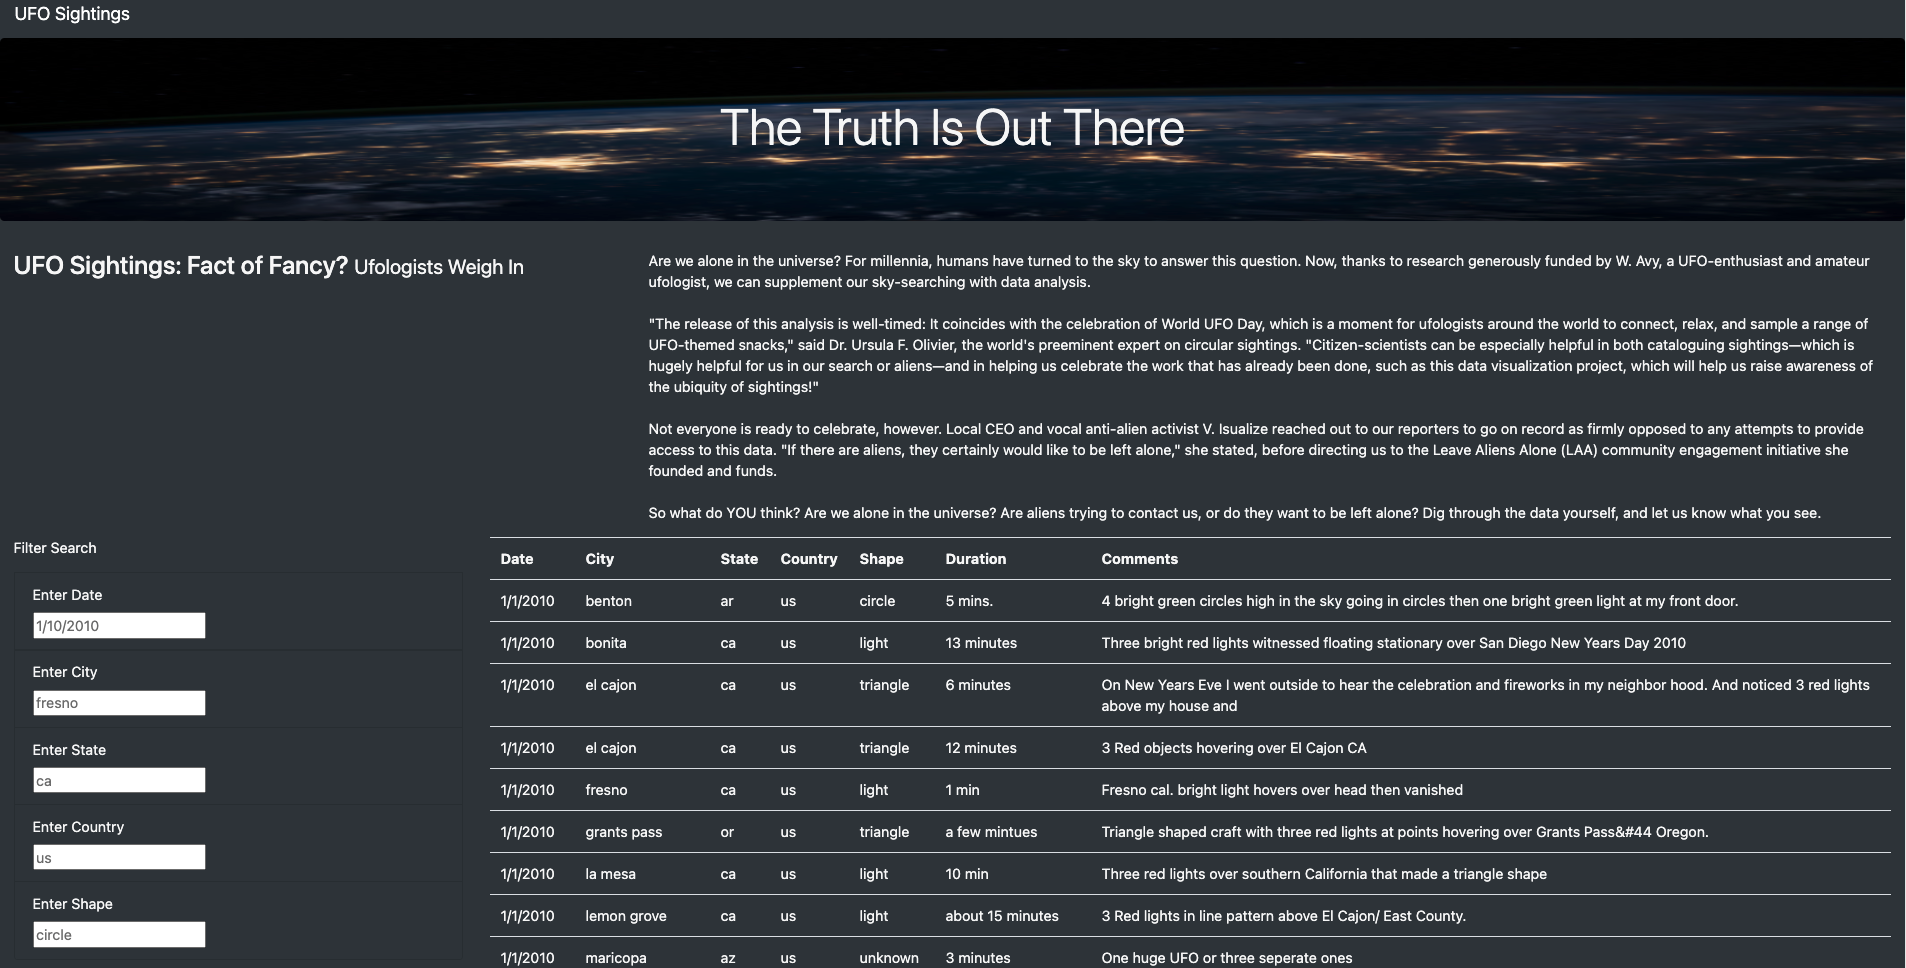 UFO Sightings
The Truth Is Out There
UFO Sightings: Fact of Fancy? Ufologists Weigh In
Are we alone in the universe? For millennia, humans have turned to the sky to answer this question. Now, thanks to research generously funded by W. Avy, a UFO-enthusiast and amateur
ufologist, we can supplement our sky-searching with data analysis.
"The release of this analysis is well-timed: It coincides with the celebration of World UFO Day, which is a moment for ufologists around the world to connect, relax, and sample a range of
UFO-themed snacks," said Dr. Ursula F. Olivier, the world's preeminent expert on circular sightings. "Citizen-scientists can be especially helpful in both cataloguing sightings—which is
hugely helpful for us in our search or aliens—and in helping us celebrate the work that has already been done, such as this data visualization project, which will help us raise awareness of
the ubiquity of sightings!"
Not everyone is ready to celebrate, however. Local CEO and vocal anti-alien activist V. Isualize reached out to our reporters to go on record as firmly opposed to any attempts to provide
access to this data. "If there are aliens, they certainly would like to be left alone," she stated, before directing us to the Leave Aliens Alone (LAA) community engagement initiative she
founded and funds.
So what do YOU think? Are we alone in the universe? Are aliens trying to contact us, or do they want to be left alone? Dig through the data yourself, and let us know what you see.
Filter Search
Enter Date
1/10/2010
Enter City
fresno
Enter State
ca
Enter Country
us
Enter Shape
circle
Date City State Country Shape Duration Comments
1/1/2010 benton ar us circle 5 mins. 4 bright green circles high in the sky going in circles then one bright green light at my front door.
1/1/2010 bonita ca us light 13 minutes Three bright red lights witnessed floating stationary over San Diego New Years Day 2010
1/1/2010 el cajon ca us triangle 6 minutes On New Years Eve I went outside to hear the celebration and fireworks in my neighbor hood. And noticed 3 red lights
above my house and
1/1/2010 el cajon ca us triangle 12 minutes 3 Red objects hovering over El Cajon CA
1/1/2010 fresno ca us light 1 min Fresno cal. bright light hovers over head then vanished
1/1/2010 grants pass or us triangle a few mintues Triangle shaped craft with three red lights at points hovering over Grants Pass&#44 Oregon.
1/1/2010 la mesa ca us light 10 min Three red lights over southern California that made a triangle shape
1/1/2010 lemon grove ca us light about 15 minutes 3 Red lights in line pattern above El Cajon/ East County.
1/1/2010 maricopa az us unknown 3 minutes One huge UFO or three seperate ones